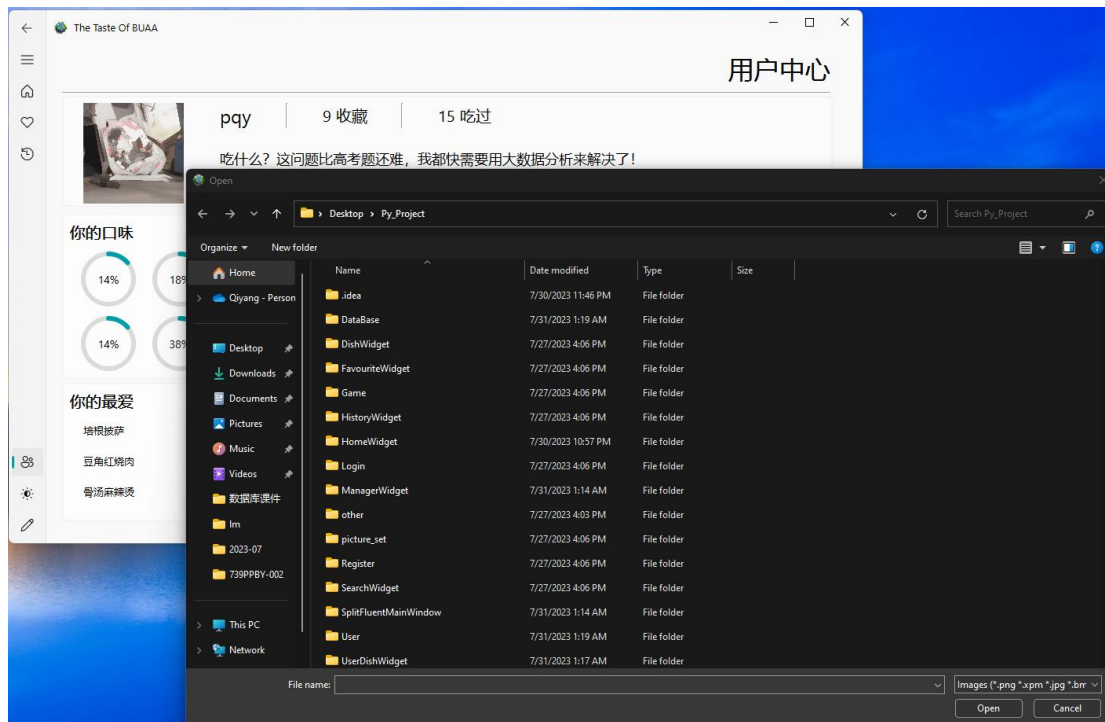 The Taste Of BUAA
用户中心
pqy 9 收藏 15 吃过
吃什么？这问题比高考题还难，我都快需要用大数据分析来解决了！
你的口味
14% 18%
14% 38%
你的最爱
培根披萨
豆角红烧肉
骨汤麻辣烫
Open
Desktop > Py_Project
Search Py_Project
Organize New folder
Home
Qiyang - Person
Desktop
Downloads
Documents
Pictures
Music
Videos
数据库课件
lm
2023-07
739PPBY-002
This PC
Network
Name Date modified Type Size
.idea 7/30/2023 11:46 PM File folder
DataBase 7/31/2023 1:19 AM File folder
DishWidget 7/27/2023 4:06 PM File folder
FavouriteWidget 7/27/2023 4:06 PM File folder
Game 7/27/2023 4:06 PM File folder
HistoryWidget 7/27/2023 4:06 PM File folder
HomeWidget 7/30/2023 10:57 PM File folder
Login 7/27/2023 4:06 PM File folder
ManagerWidget 7/31/2023 1:14 AM File folder
other 7/27/2023 4:03 PM File folder
picture_set 7/27/2023 4:06 PM File folder
Register 7/27/2023 4:06 PM File folder
SearchWidget 7/27/2023 4:06 PM File folder
SplitFluentMainWindow 7/31/2023 1:14 AM File folder
User 7/31/2023 1:19 AM File folder
UserDishWidget 7/31/2023 1:17 AM File folder
File name: Images (*.png *.xpm *.jpg *.bm
Open Cancel